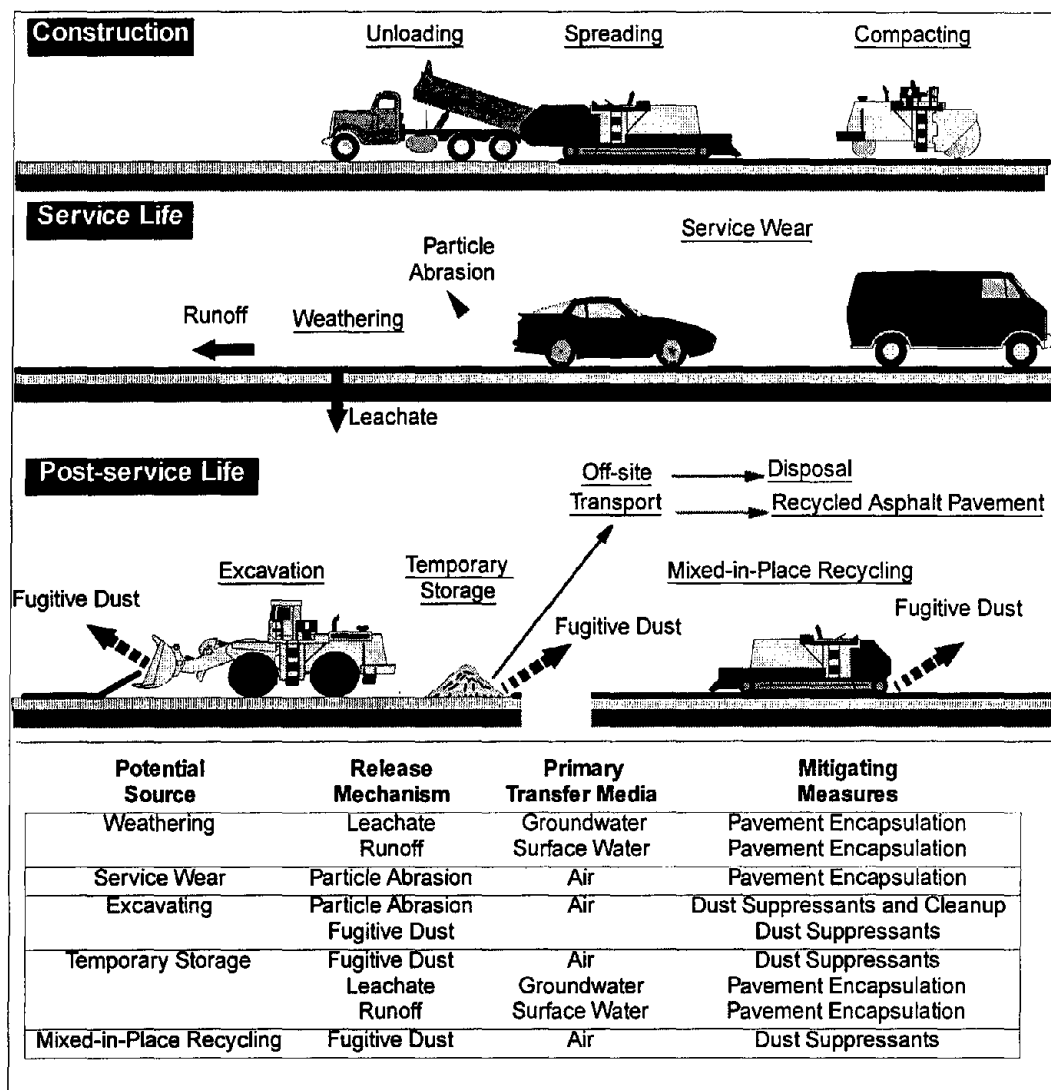 Construction
Unloading
Spreading
Compacting
Service Life
Service Wear
Particle
Abrasion
Runoff
Weathering
Leachate
Post-service Life
Off-site
Transport
Disposal
Recycled Asphalt Pavement
Excavation
Temporary
Storage
Mixed-in-Place Recycling
Fugitive Dust
Fugitive Dust
Fugitive Dust
Potential Source Release Mechanism Primary Transfer Media Mitigating Measures
Weathering Leachate Groundwater Pavement Encapsulation
Runoff Surface Water Pavement Encapsulation
Service Wear Particle Abrasion Air Pavement Encapsulation
Excavating Particle Abrasion Air Dust Suppressants and Cleanup
Fugitive Dust Dust Suppressants
Temporary Storage Fugitive Dust Air Dust Suppressants
Leachate Groundwater Pavement Encapsulation
Runoff Surface Water Pavement Encapsulation
Mixed-in-Place Recycling Fugitive Dust Air Dust Suppressants